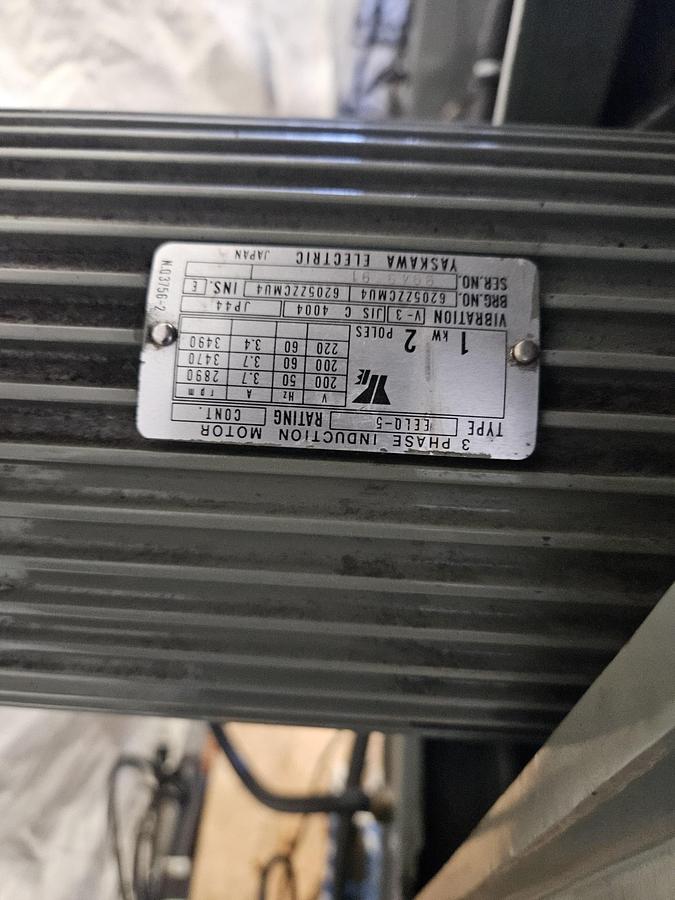 3 PHASE INDUCTION MOTOR
TYPE EELQ-5 RATING CONT.
V Hz A rpm
200 50 3.7 2890
200 60 3.7 3470
220 60 3.4 3490
1 kW 2 POLES
VIBRATION V-3 JIS C 4004 JP44
BRG.NO. 6205ZZCMU4 6205ZZCMU4 INS. E
SER.NO. 91
YASKAWA ELECTRIC JAPAN
N.03756-2